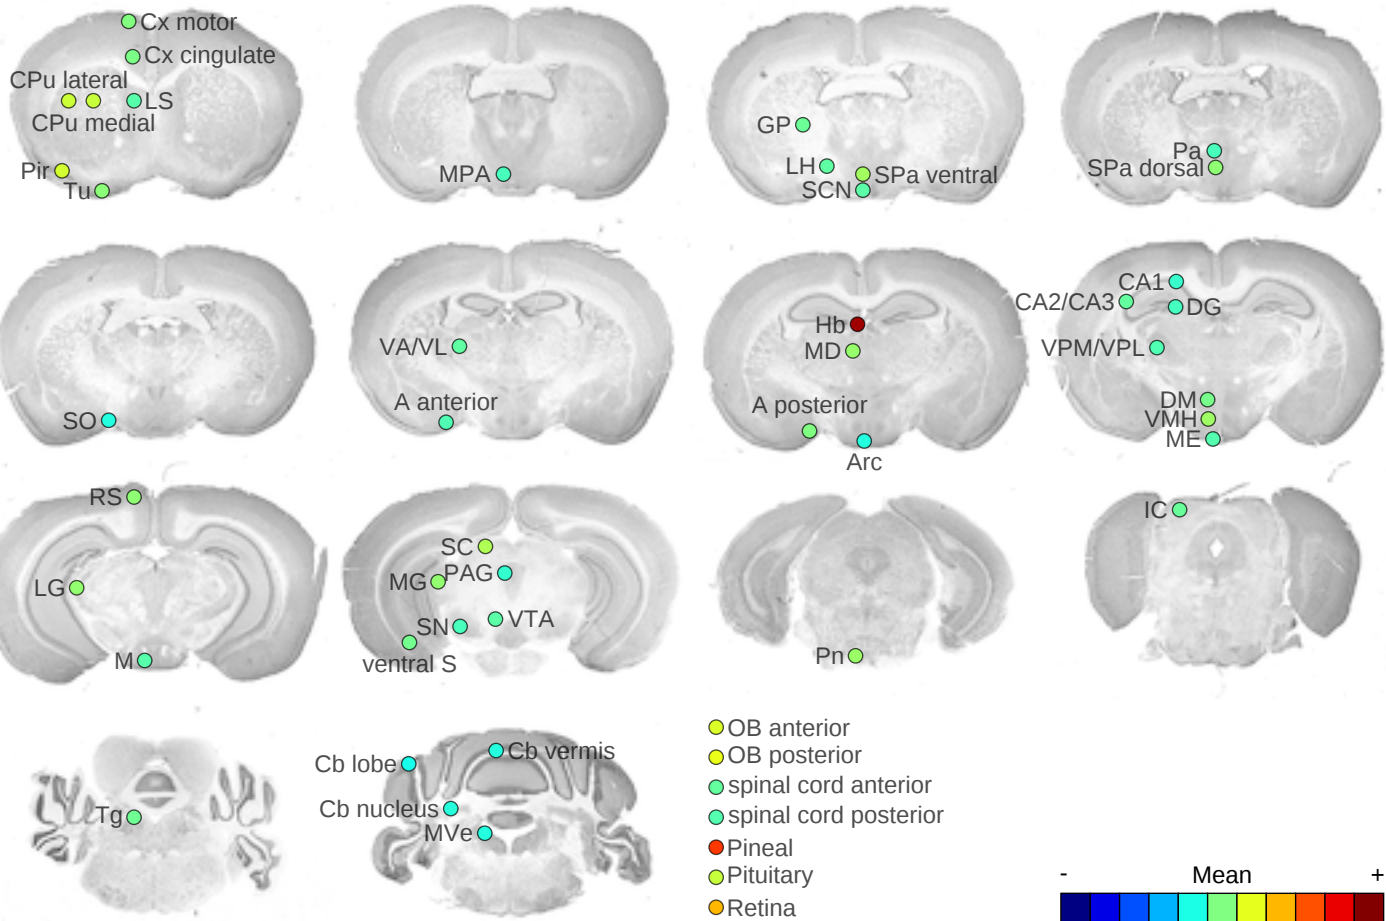 Cx motor
Cx cingulate
CPu lateral
LS
CPu medial
Pir
Tu
MPA
GP
LH
SPa ventral
SCN
Pa
SPa dorsal
SO
VA/VL
A anterior
Hb
MD
A posterior
Arc
CA1
CA2/CA3
DG
VPM/VPL
DM
VMH
ME
RS
LG
M
SC
MG
PAG
SN
VTA
ventral S
Pn
IC
Tg
Cb lobe
Cb vermis
Cb nucleus
MVe
OB anterior
OB posterior
spinal cord anterior
spinal cord posterior
Pineal
Pituitary
Retina
- Mean +